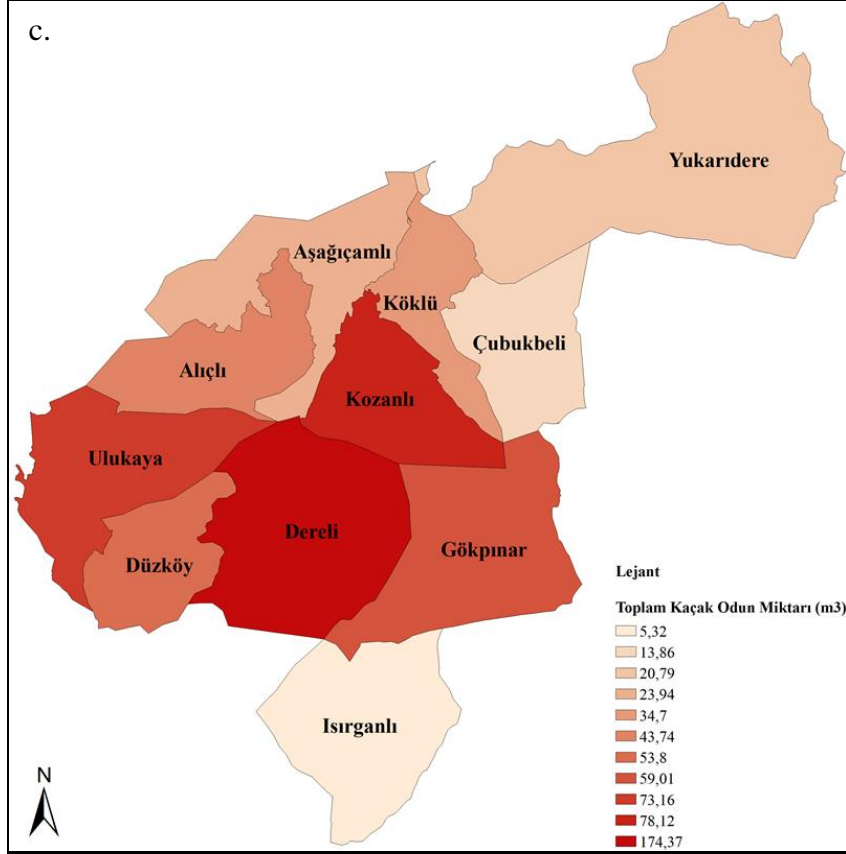 c.
Yukarıdere
Aşağıçamlı
Köklü
Çubukbeli
Alıçlı
Kozanlı
Ulukaya
Dereli
Gökpınar
Düzköy
Isırganlı
N
Lejant
Toplam Kaçak Odun Miktarı (m3)
5,32
13,86
20,79
23,94
34,7
43,74
53,8
59,01
73,16
78,12
174,37